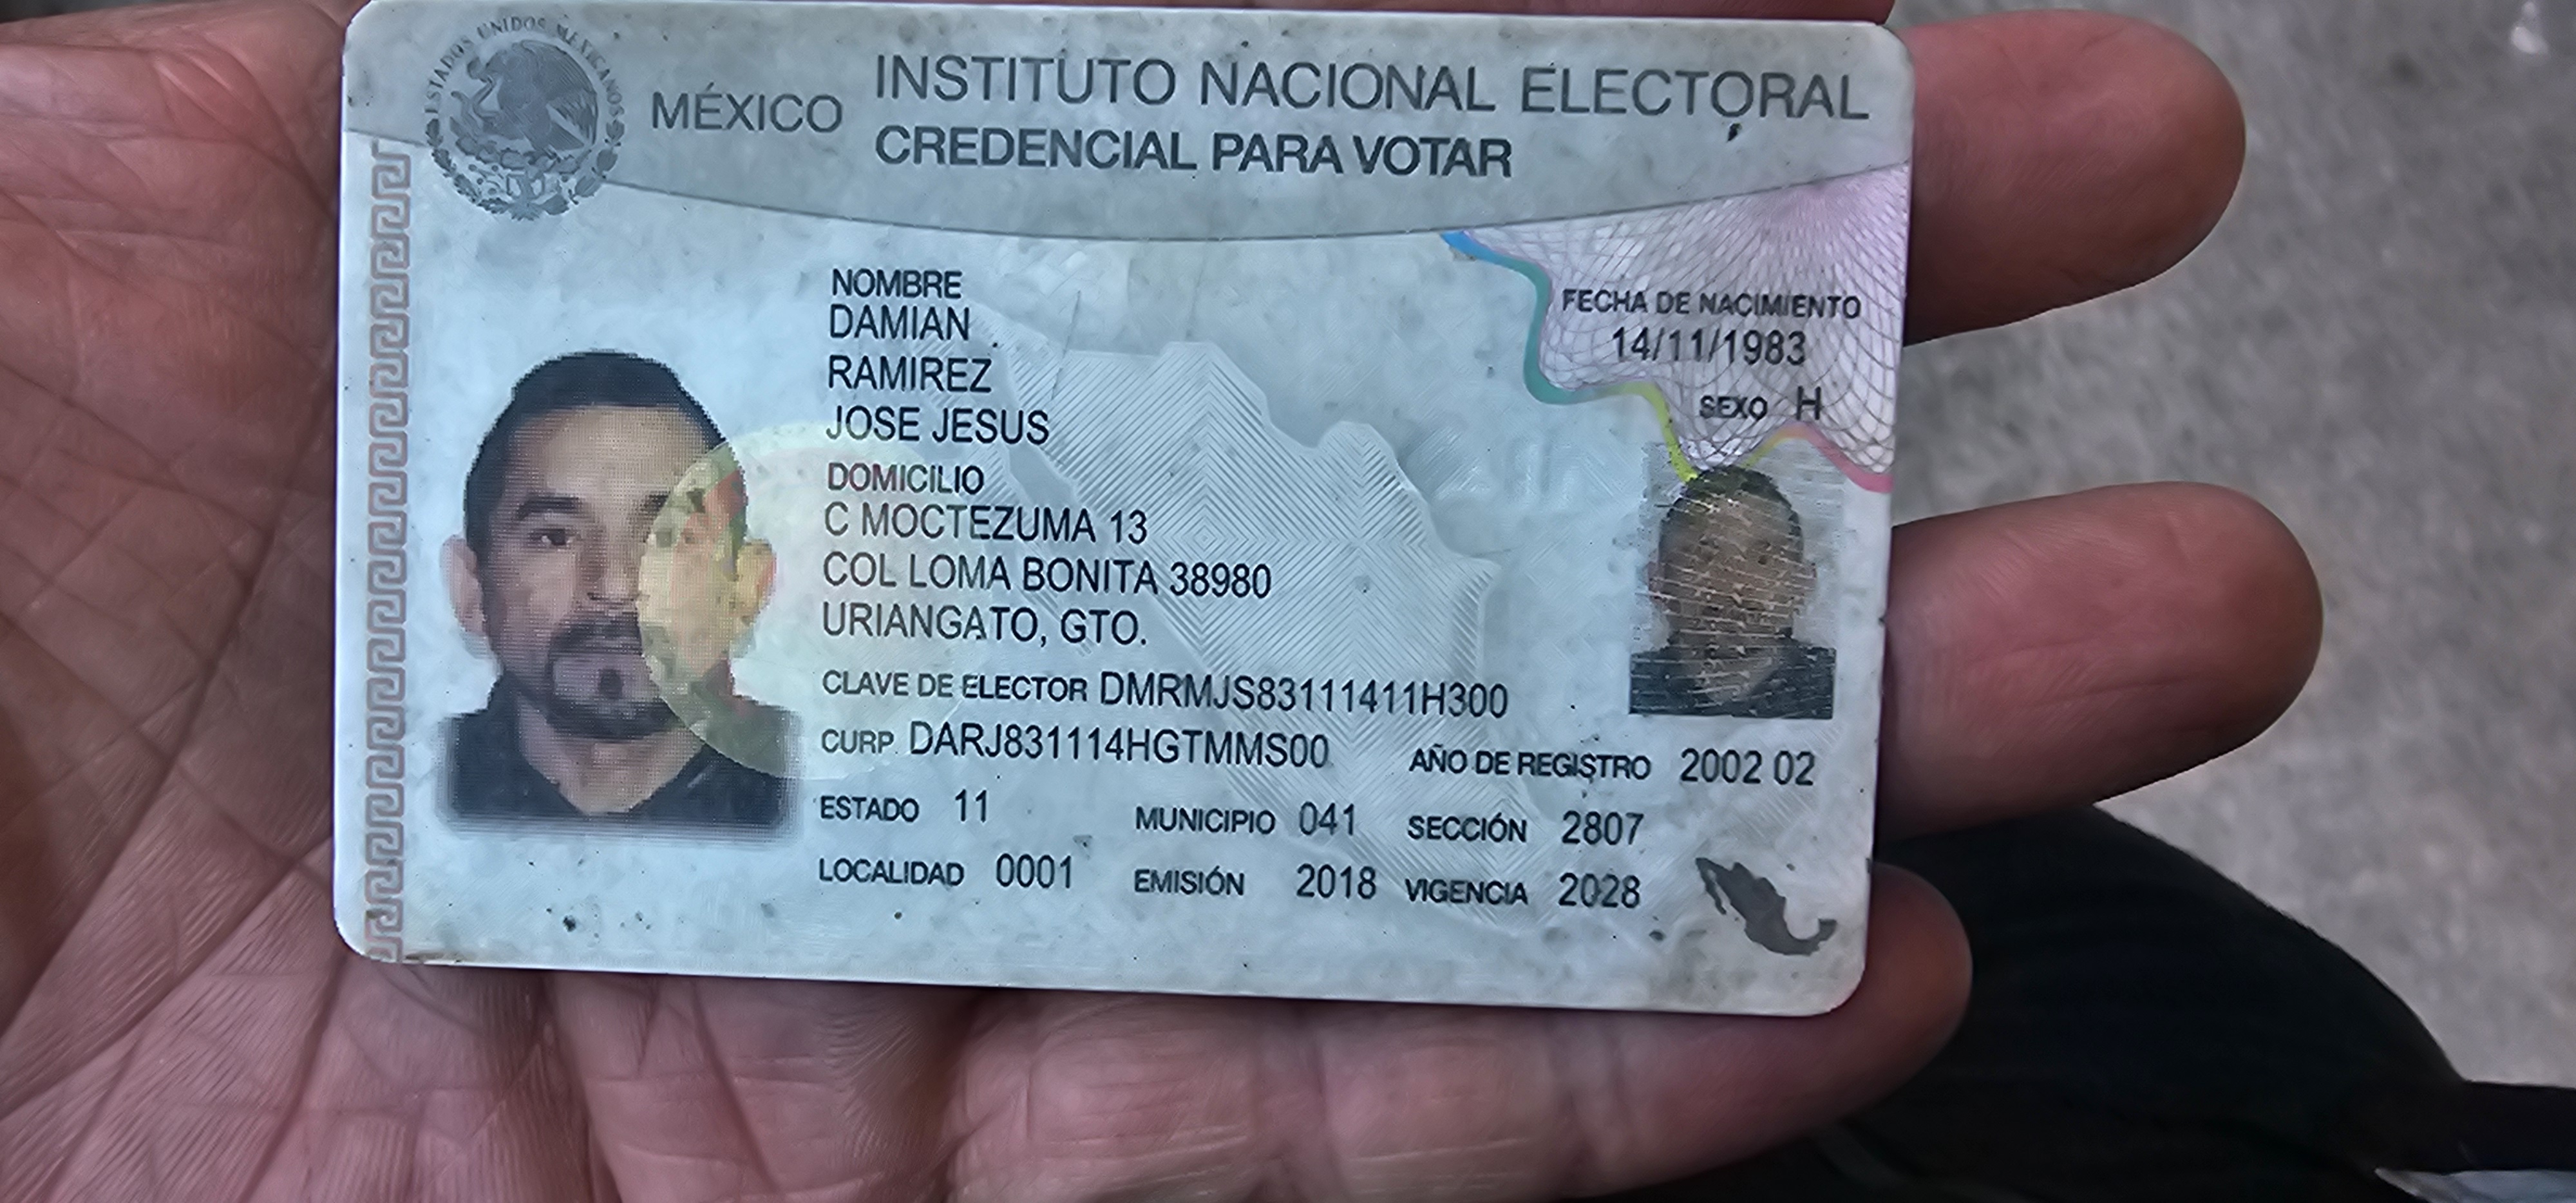 ESTADOS UNIDOS MEXICANOS
MÉXICO INSTITUTO NACIONAL ELECTORAL
CREDENCIAL PARA VOTAR
NOMBRE
DAMIAN
RAMIREZ
JOSE JESUS
FECHA DE NACIMIENTO
14/11/1983
SEXO H
DOMICILIO
C MOCTEZUMA 13
COL LOMA BONITA 38980
URIANGATO, GTO.
CLAVE DE ELECTOR DMRMJS83111411H300
CURP DARJ831114HGTMMS00 AÑO DE REGISTRO 2002 02
ESTADO 11 MUNICIPIO 041 SECCIÓN 2807
LOCALIDAD 0001 EMISIÓN 2018 VIGENCIA 2028